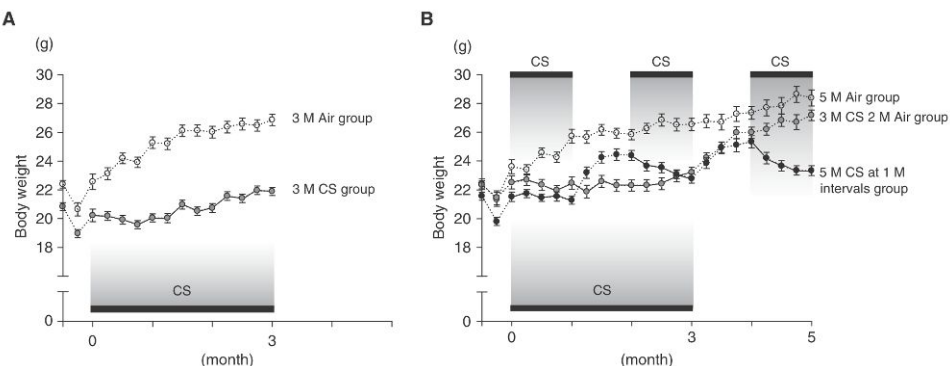 A
(g)
30
28
26
24
22
20
18
0
Body weight
3 M Air group
3 M CS group
CS
0
3
(month)
B
(g)
CS
CS
CS
30
28
26
24
22
20
18
0
Body weight
5 M Air group
3 M CS 2 M Air group
5 M CS at 1 M
intervals group
CS
0
3
5
(month)